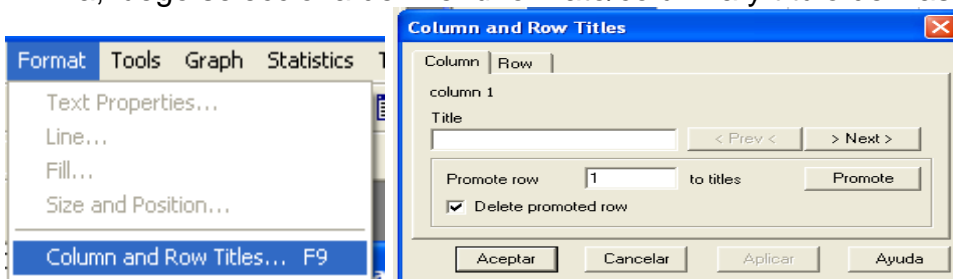 Column and Row Titles
Format Tools Graph Statistics
Text Properties...
Line...
Fill...
Size and Position...
Column and Row Titles... F9
Column Row
column 1
Title
< Prev < > Next >
Promote row 1 to titles Promote
Delete promoted row
Aceptar Cancelar Aplicar Ayuda